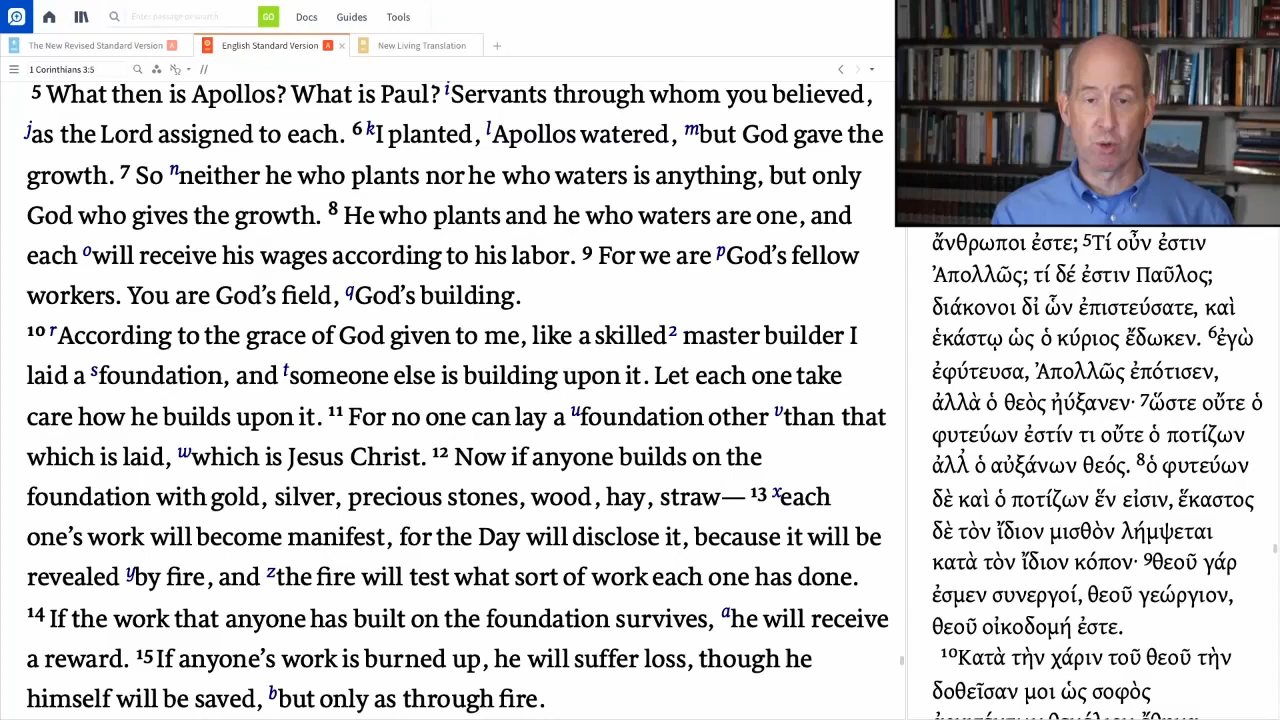 Enter passage or search GO Docs Guides Tools
The New Revised Standard Version A English Standard Version A × New Living Translation +
1 Corinthians 3:5
5 What then is Apollos? What is Paul? iServants through whom you believed,
jas the Lord assigned to each. 6 kI planted, lApollos watered, mbut God gave the
growth. 7 So nneither he who plants nor he who waters is anything, but only
God who gives the growth. 8 He who plants and he who waters are one, and
each owill receive his wages according to his labor. 9 For we are pGod’s fellow
workers. You are God’s field, qGod’s building.
10 rAccording to the grace of God given to me, like a skilled2 master builder I
laid a sfoundation, and tsomeone else is building upon it. Let each one take
care how he builds upon it. 11 For no one can lay a ufoundation other vthan that
which is laid, wwhich is Jesus Christ. 12 Now if anyone builds on the
foundation with gold, silver, precious stones, wood, hay, straw— 13 xeach
one’s work will become manifest, for the Day will disclose it, because it will be
revealed yby fire, and zthe fire will test what sort of work each one has done.
14 If the work that anyone has built on the foundation survives, ahe will receive
a reward. 15 If anyone’s work is burned up, he will suffer loss, though he
himself will be saved, bbut only as through fire.
ἄνθρωποι ἐστε; 5Τί οὖν ἐστιν
Ἀπολλῶς; τί δέ ἐστιν Παῦλος;
διάκονοι δι’ ὧν ἐπιστεύσατε, καὶ
ἑκάστῳ ὡς ὁ κύριος ἔδωκεν. 6ἐγὼ
ἐφύτευσα, Ἀπολλῶς ἐπότισεν,
ἀλλὰ ὁ θεὸς ηὔξανεν· 7ὥστε οὔτε ὁ
φυτεύων ἐστίν τι οὔτε ὁ ποτίζων
ἀλλ’ ὁ αὐξάνων θεός. 8ὁ φυτεύων
δὲ καὶ ὁ ποτίζων ἕν εἰσιν, ἕκαστος
δὲ τὸν ἴδιον μισθὸν λήμψεται
κατὰ τὸν ἴδιον κόπον· 9θεοῦ γάρ
ἐσμεν συνεργοί, θεοῦ γεώργιον,
θεοῦ οἰκοδομή ἐστε.
10Κατὰ τὴν χάριν τοῦ θεοῦ τὴν
δοθεῖσαν μοι ὡς σοφὸς